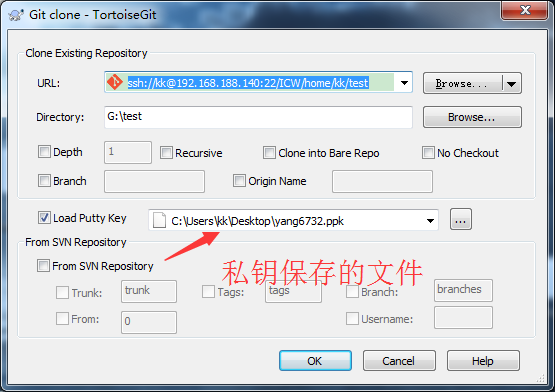 Git clone - TortoiseGit
Clone Existing Repository
URL: ssh://kk@192.168.188.140:22/ICW/home/kk/test Browse...
Directory: G:\test Browse...
Depth 1 Recursive Clone into Bare Repo No Checkout
Branch Origin Name
Load Putty Key C:\Users\kk\Desktop\yang6732.ppk ...
From SVN Repository
From SVN Repository
私钥保存的文件
Trunk: trunk Tags: tags Branch: branches
From: 0 Username:
OK Cancel Help